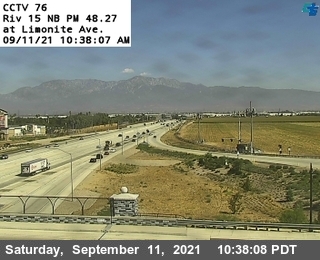 CCTV 76
Riv 15 NB PM 48.27
at Limonite Ave.
09/11/21 10:38:07 AM
Saturday, September 11, 2021 10:38:08 PDT